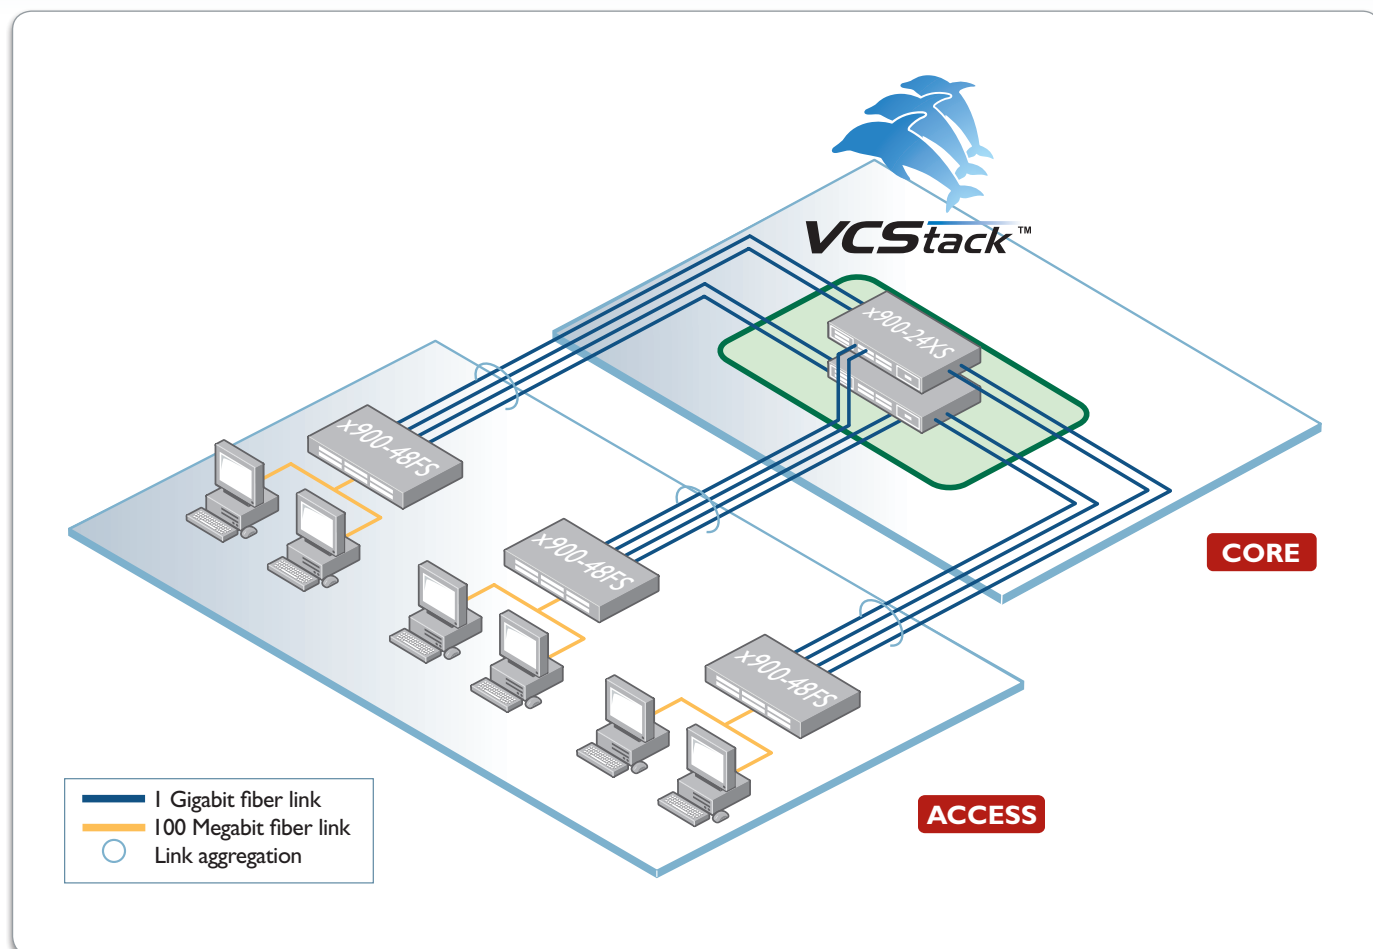 VCStack™
x900-24XS
x900-48FS
x900-48FS
x900-48FS
CORE
ACCESS
1 Gigabit fiber link
100 Megabit fiber link
Link aggregation